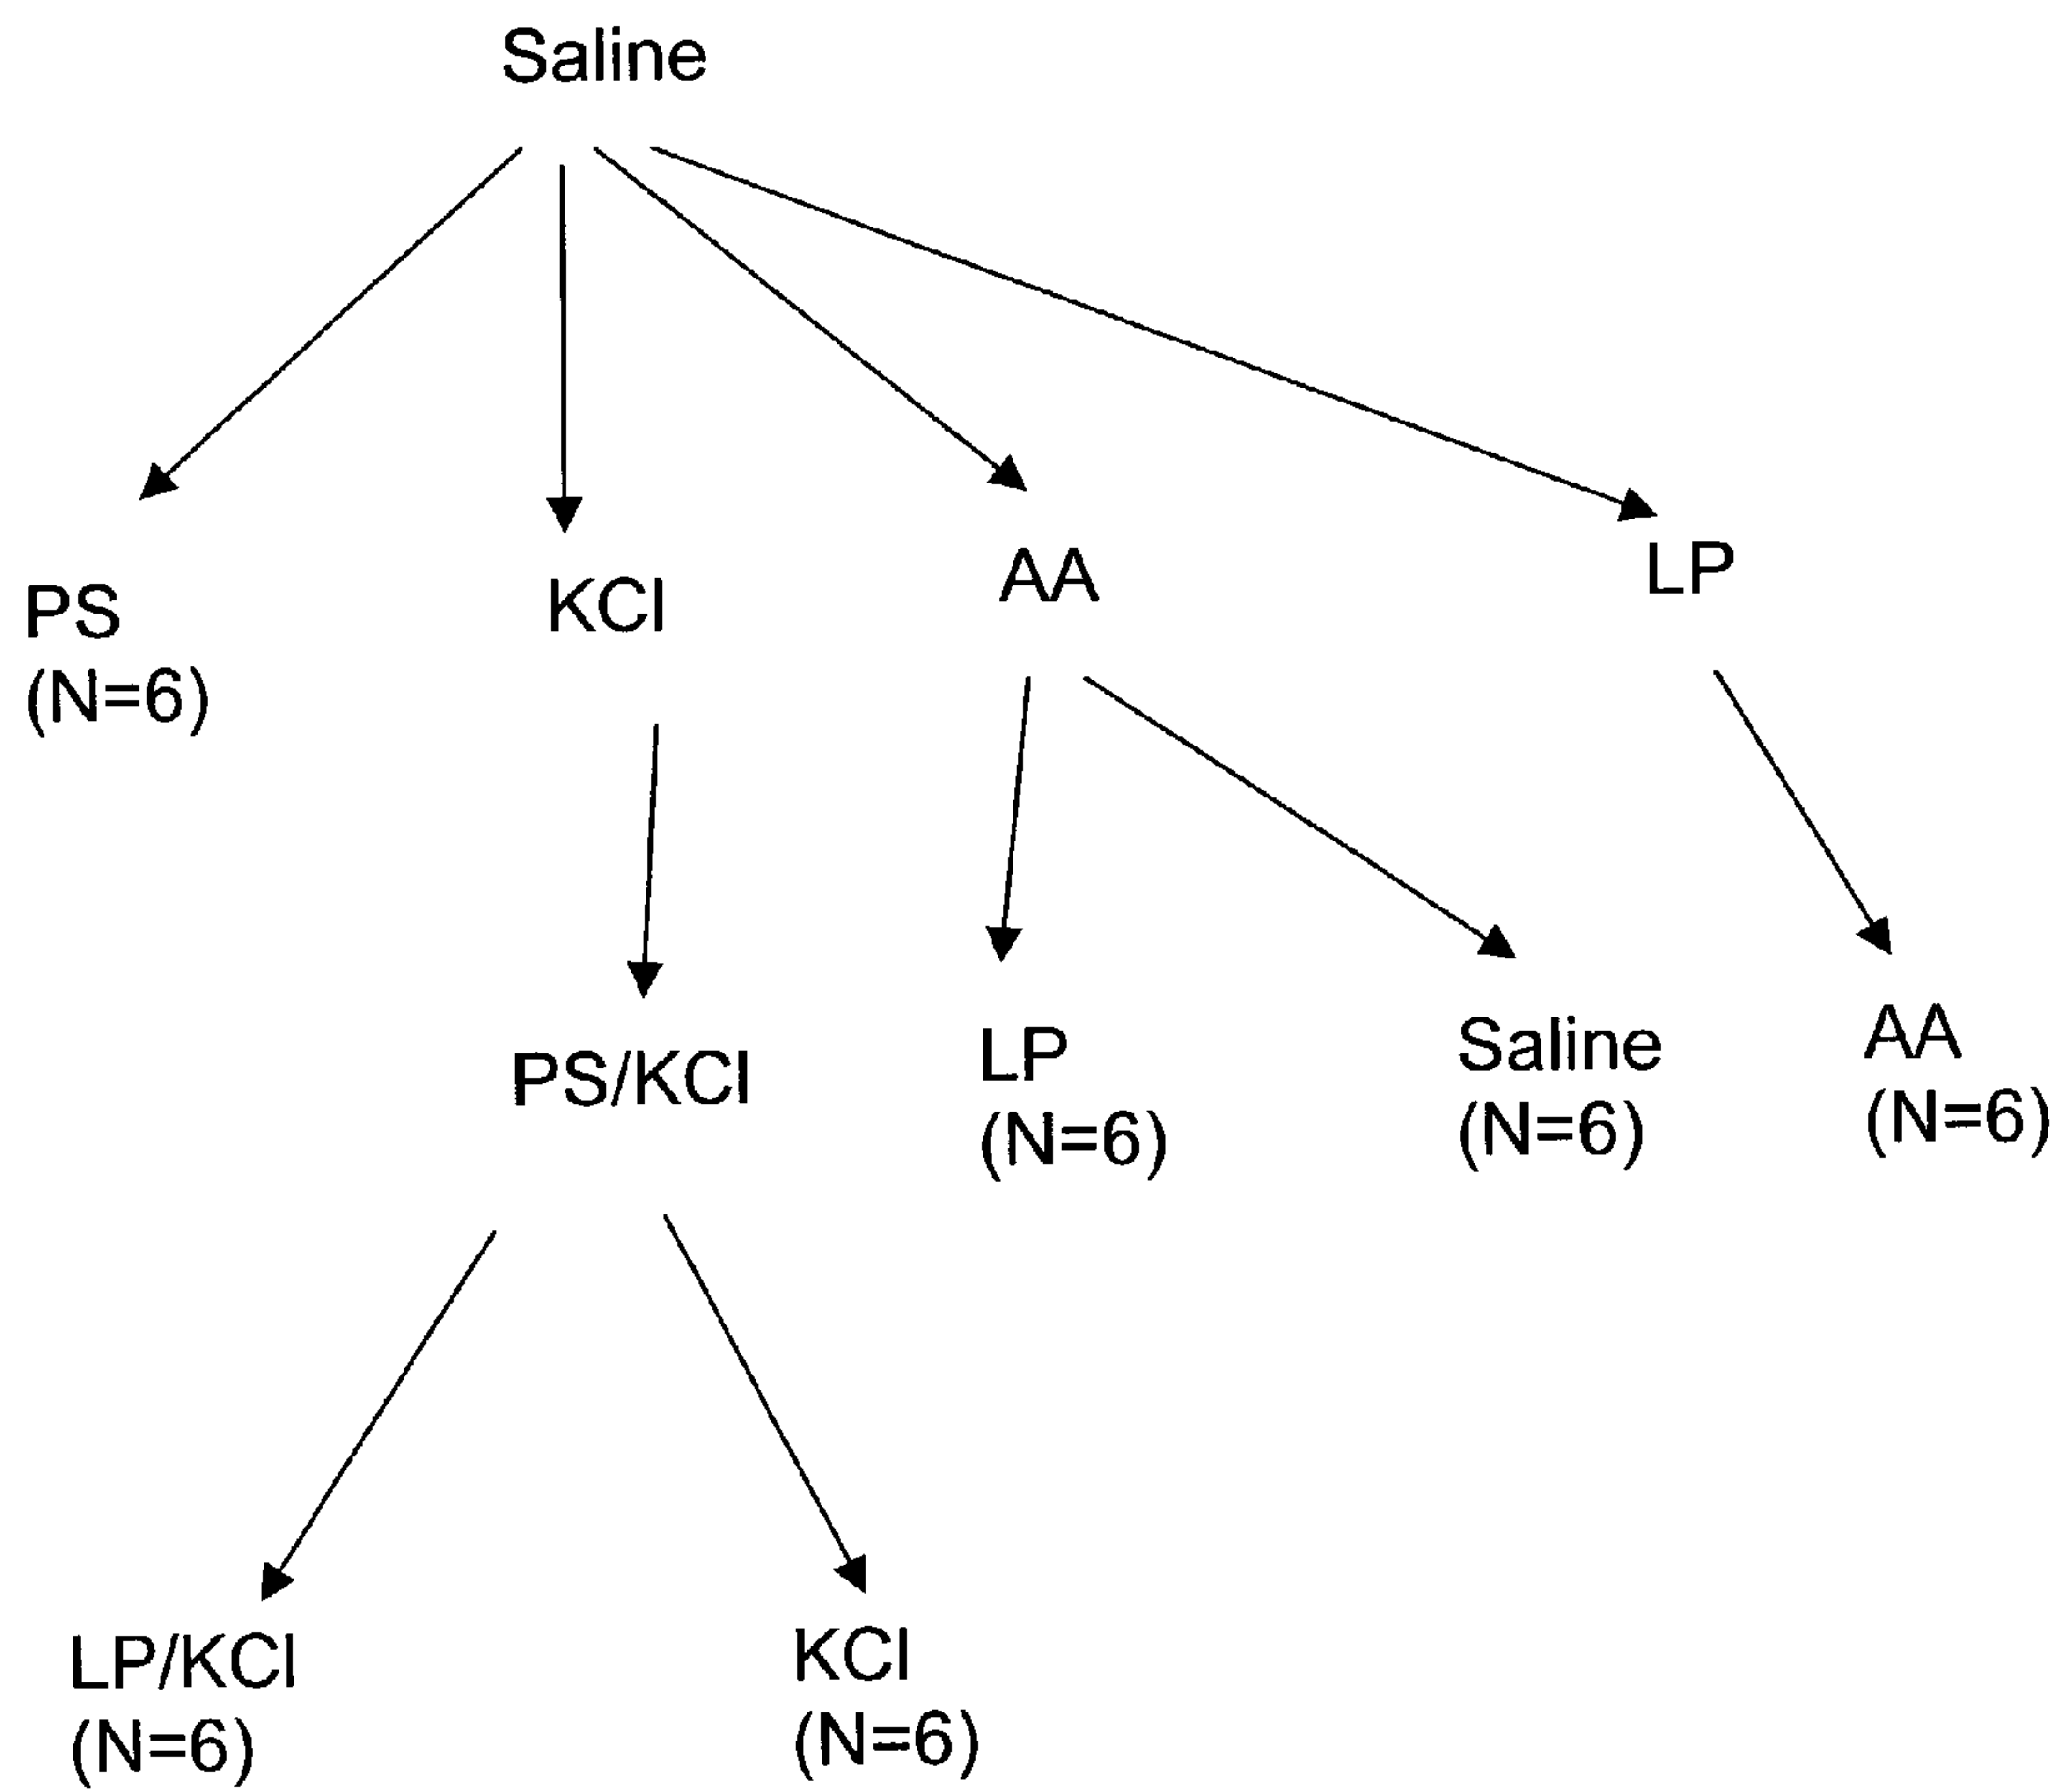 Saline
PS
(N=6)
KCl
AA
LP
PS/KCl
LP
(N=6)
Saline
(N=6)
AA
(N=6)
LP/KCl
(N=6)
KCl
(N=6)